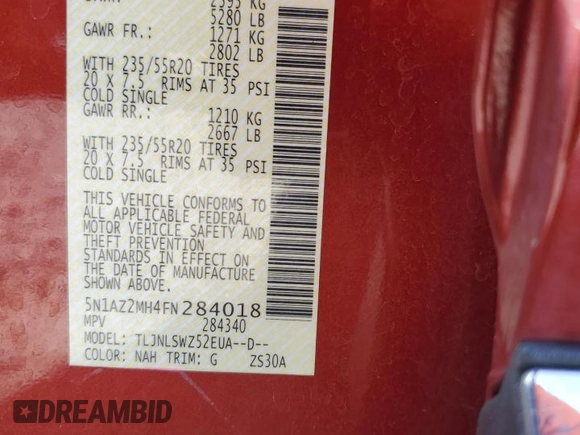 5280 LB
GAWR FR.: 1271 KG
2802 LB
WITH 235/55R20 TIRES
20 X 7.5 RIMS AT 35 PSI
COLD SINGLE
GAWR RR.: 1210 KG
2667 LB
WITH 235/55R20 TIRES
20 X 7.5 RIMS AT 35 PSI
COLD SINGLE
THIS VEHICLE CONFORMS TO
ALL APPLICABLE FEDERAL
MOTOR VEHICLE SAFETY AND
THEFT PREVENTION
STANDARDS IN EFFECT ON
THE DATE OF MANUFACTURE
SHOWN ABOVE.
5N1AZ2MH4FN284018
MPV 284340
MODEL: TLJNLSWZ52EUA--D--
COLOR: NAH TRIM: G ZS30A
DREAMBID